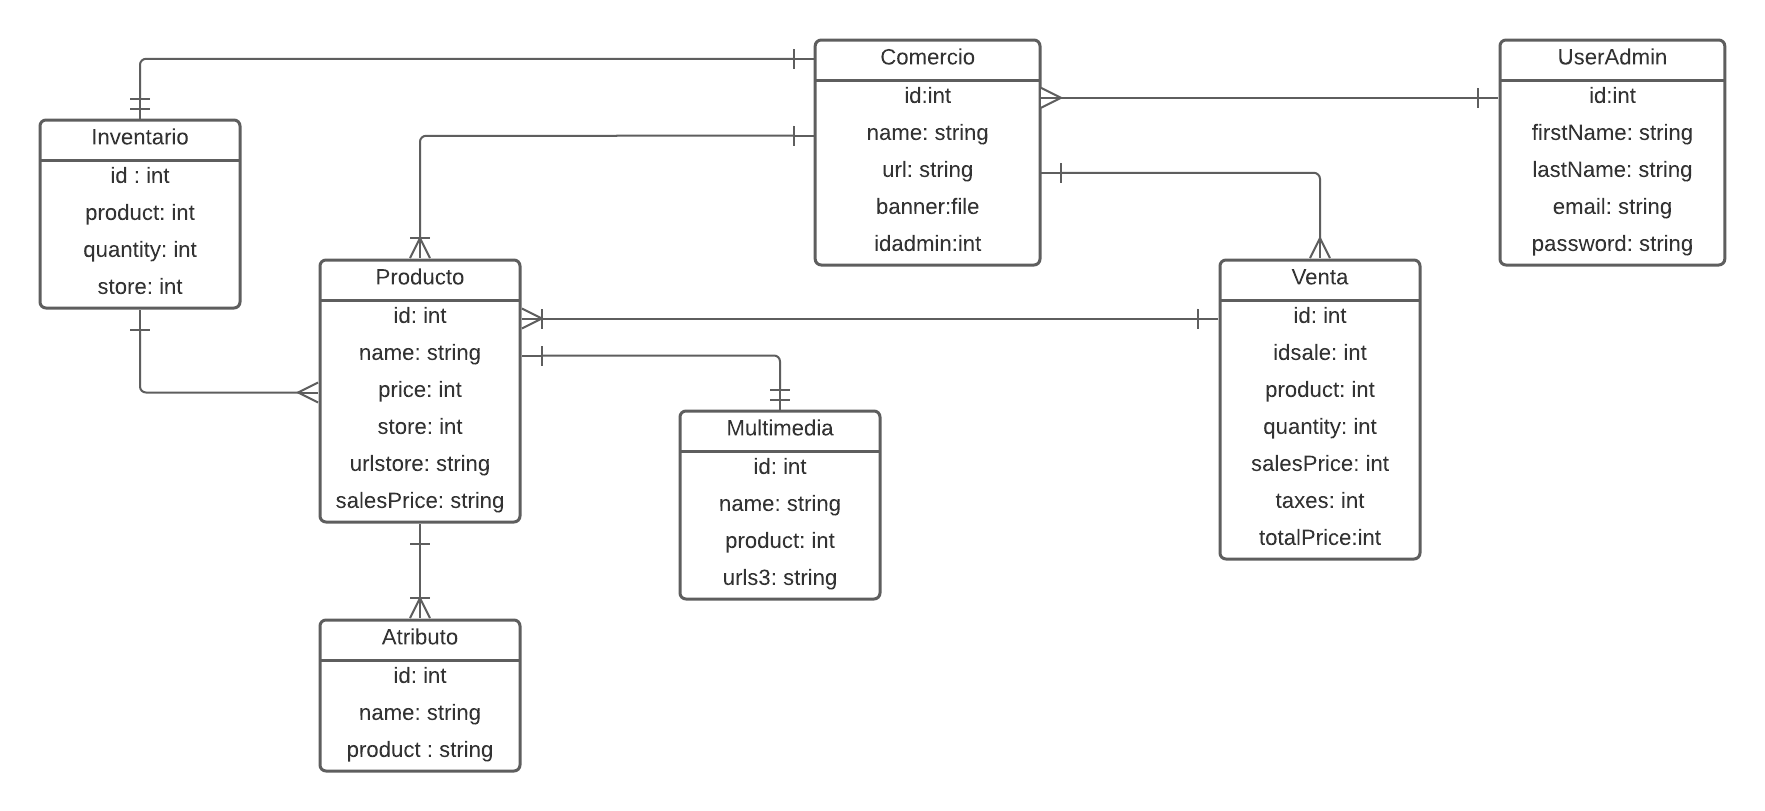 Comercio
id:int
name: string
url: string
banner:file
idadmin:int
UserAdmin
id:int
firstName: string
lastName: string
email: string
password: string
Inventario
id : int
product: int
quantity: int
store: int
Producto
id: int
name: string
price: int
store: int
urlstore: string
salesPrice: string
Venta
id: int
idsale: int
product: int
quantity: int
salesPrice: int
taxes: int
totalPrice:int
Multimedia
id: int
name: string
product: int
urls3: string
Atributo
id: int
name: string
product : string